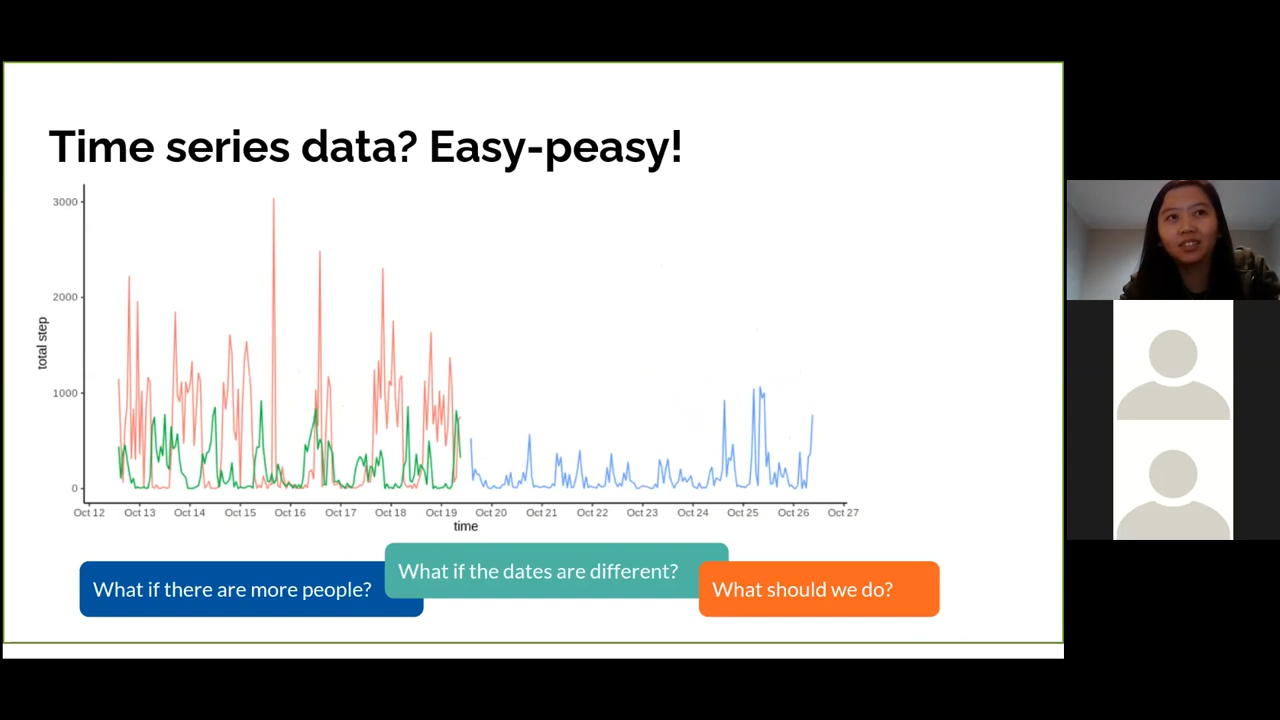 Time series data? Easy-peasy!
3000
2000
1000
0
total step
Oct 12 Oct 13 Oct 14 Oct 15 Oct 16 Oct 17 Oct 18 Oct 19 Oct 20 Oct 21 Oct 22 Oct 23 Oct 24 Oct 25 Oct 26 Oct 27
time
What if there are more people?
What if the dates are different?
What should we do?